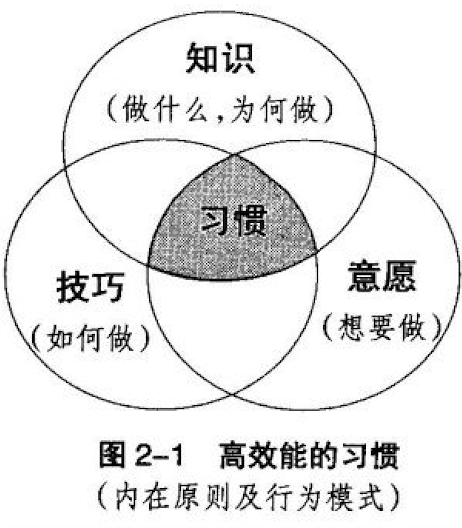 知识
(做什么,为何做)
习惯
技巧
(如何做)
意愿
(想要做)
图 2-1 高效能的习惯
(内在原则及行为模式)